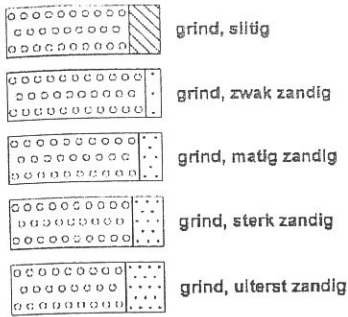 grind, siltig
grind, zwak zandig
grind, matig zandig
grind, sterk zandig
grind, uiterst zandig